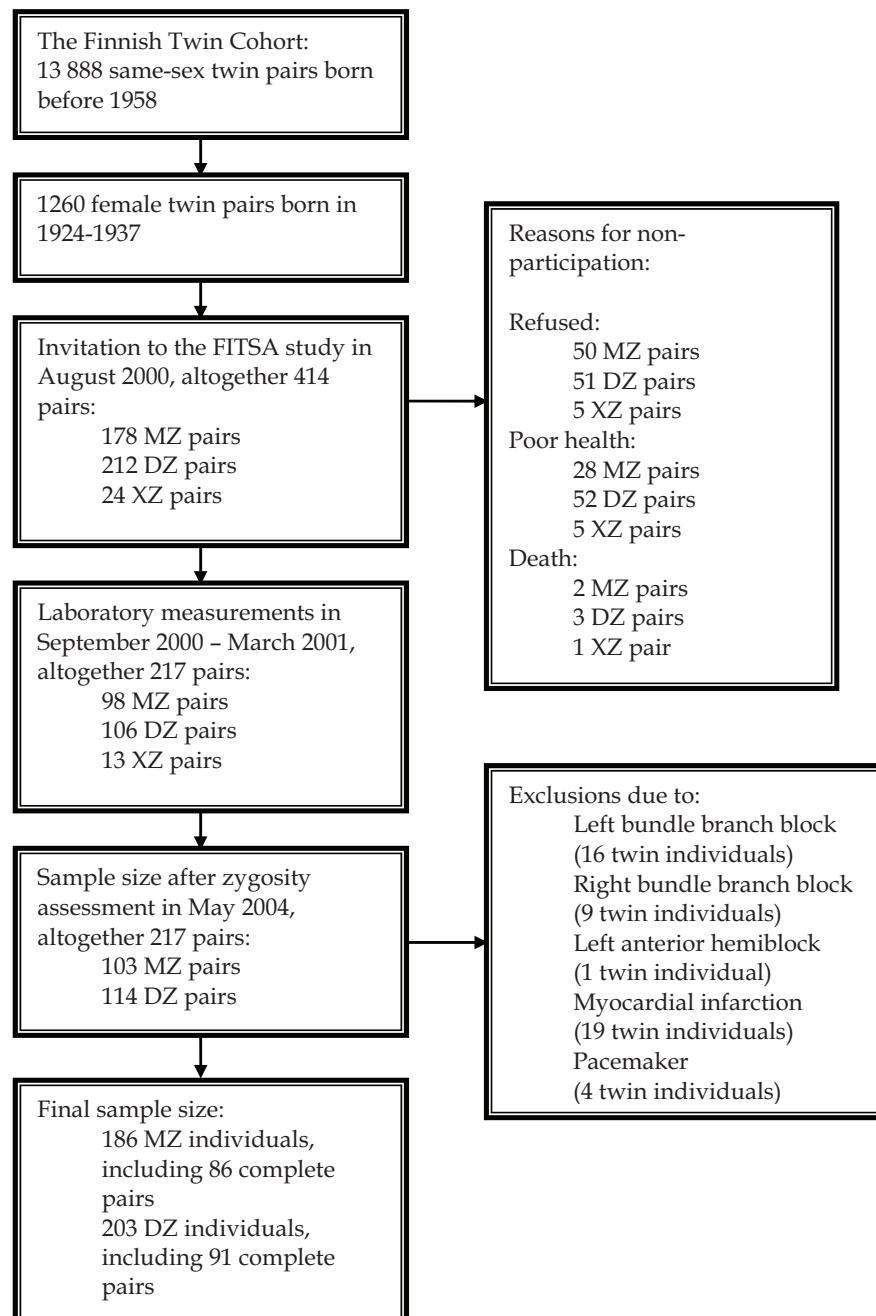 The Finnish Twin Cohort:
13 888 same-sex twin pairs born
before 1958
1260 female twin pairs born in
1924-1937
Invitation to the FITSA study in
August 2000, altogether 414
pairs:
178 MZ pairs
212 DZ pairs
24 XZ pairs
Reasons for non-
participation:
Refused:
50 MZ pairs
51 DZ pairs
5 XZ pairs
Poor health:
28 MZ pairs
52 DZ pairs
5 XZ pairs
Death:
2 MZ pairs
3 DZ pairs
1 XZ pair
Laboratory measurements in
September 2000 – March 2001,
altogether 217 pairs:
98 MZ pairs
106 DZ pairs
13 XZ pairs
Sample size after zygosity
assessment in May 2004,
altogether 217 pairs:
103 MZ pairs
114 DZ pairs
Exclusions due to:
Left bundle branch block
(16 twin individuals)
Right bundle branch block
(9 twin individuals)
Left anterior hemiblock
(1 twin individual)
Myocardial infarction
(19 twin individuals)
Pacemaker
(4 twin individuals)
Final sample size:
186 MZ individuals,
including 86 complete
pairs
203 DZ individuals,
including 91 complete
pairs